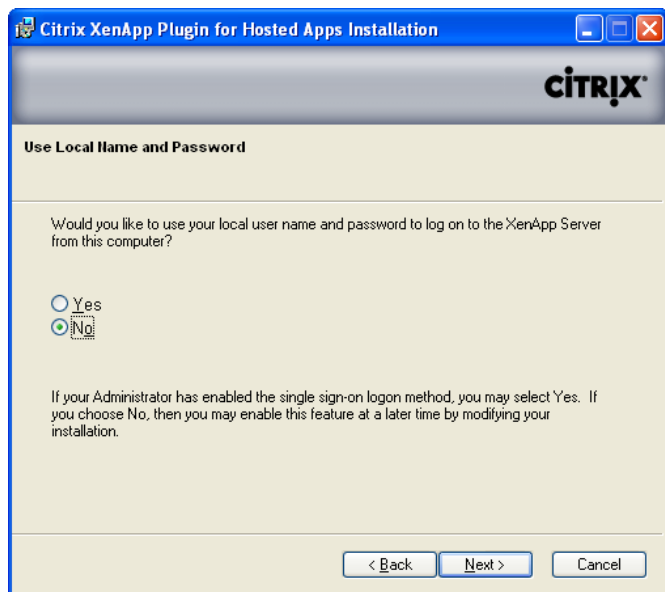 Citrix XenApp Plugin for Hosted Apps Installation
CİTRIX
Use Local Name and Password
Would you like to use your local user name and password to log on to the XenApp Server
from this computer?
Yes
No
If your Administrator has enabled the single sign-on logon method, you may select Yes.  If
you choose No, then you may enable this feature at a later time by modifying your
installation.
< Back
Next >
Cancel